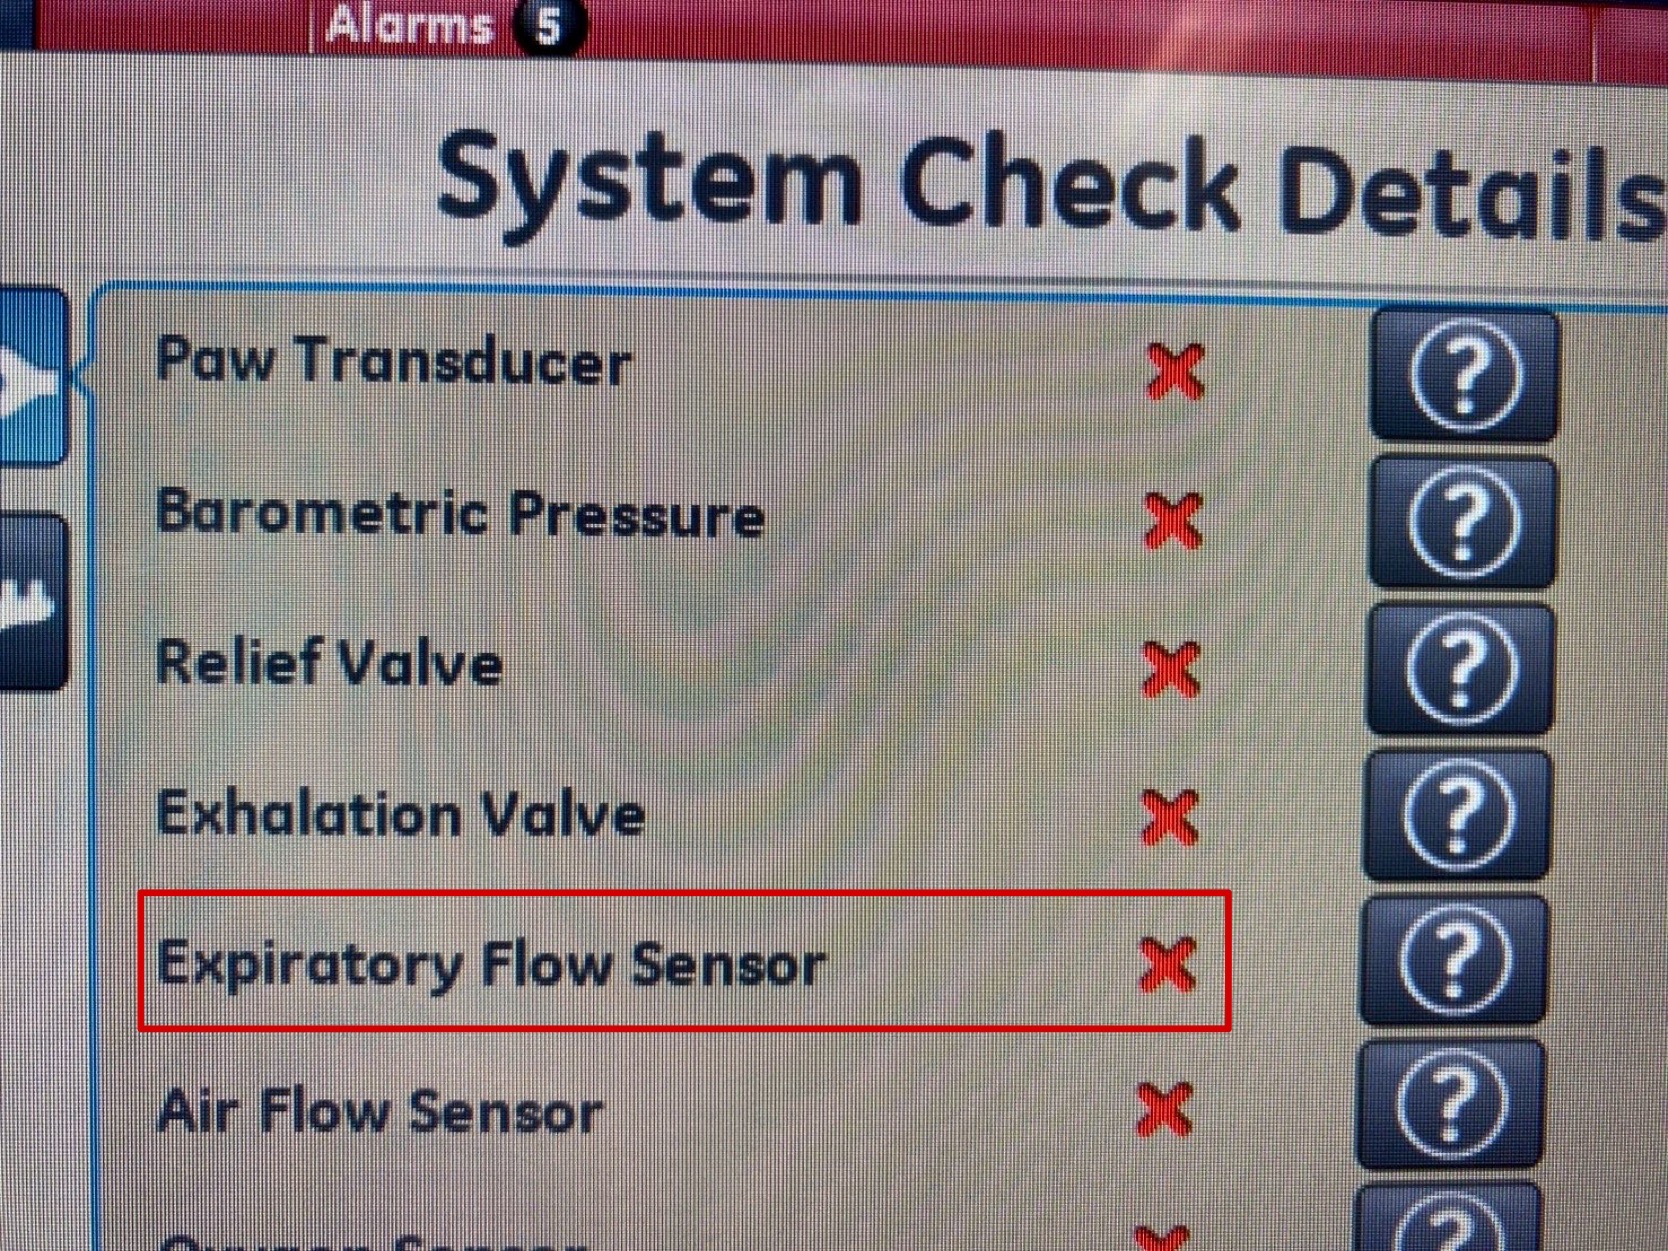 Alarms 5
System Check Details
Paw Transducer
Barometric Pressure
Relief Valve
Exhalation Valve
Expiratory Flow Sensor
Air Flow Sensor